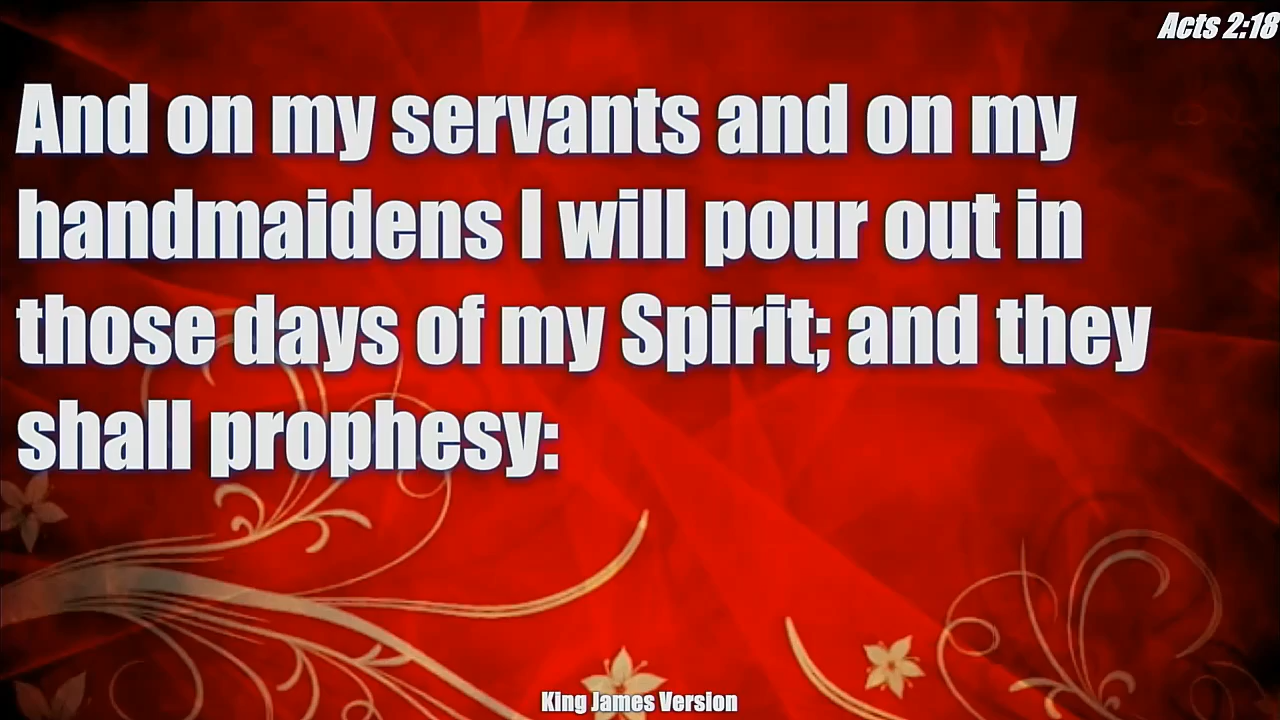 Acts 2:18
And on my servants and on my
handmaidens I will pour out in
those days of my Spirit; and they
shall prophesy:
King James Version